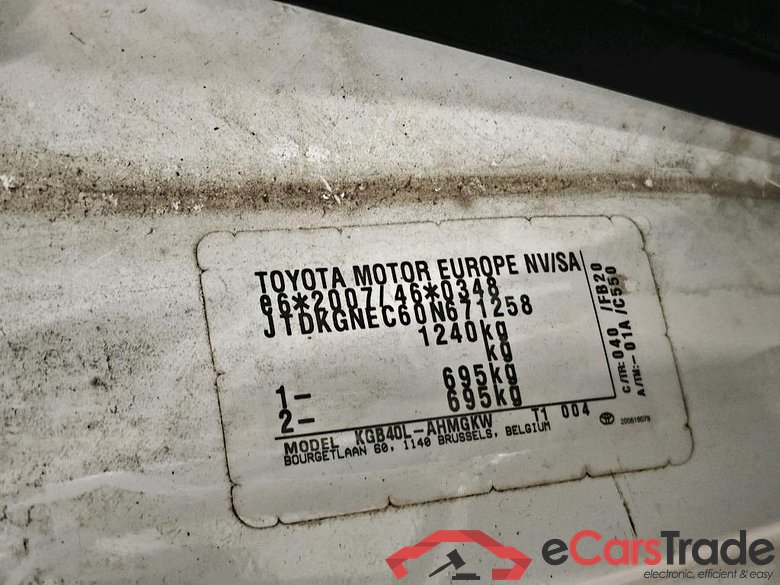 TOYOTA MOTOR EUROPE NV/SA
e6*2007/46*0348
JTDKGNEC60N671258
1240kg
kg
1- 695kg
2- 695kg
C/TR:040 /FB20
A/TM:-01A /C550
MODEL KGB40L-AHMGKW T1 004
BOURGETLAAN 60, 1140 BRUSSELS, BELGIUM
200618079
eCarsTrade
electronic, efficient & easy